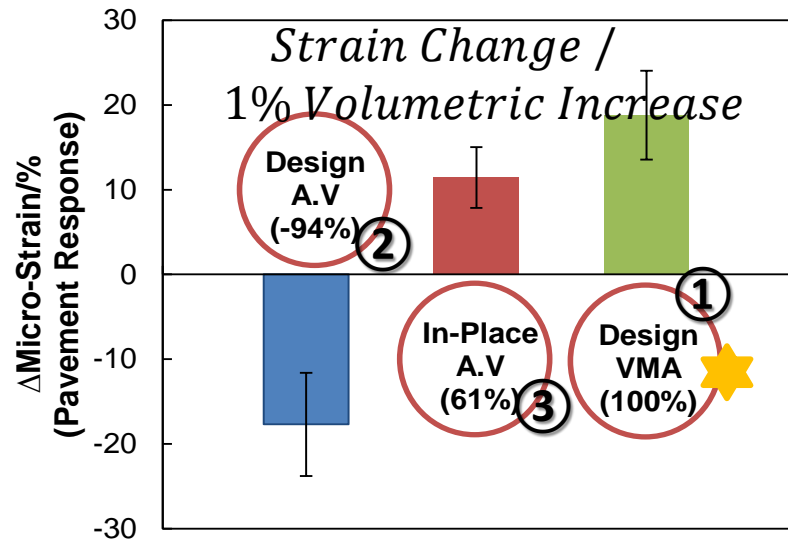 Strain Change /
1% Volumetric Increase
ΔMicro-Strain/%
(Pavement Response)
30
20
10
0
-10
-20
-30
Design
A.V
(-94%)
2
In-Place
A.V
(61%)
3
1
Design
VMA
(100%)